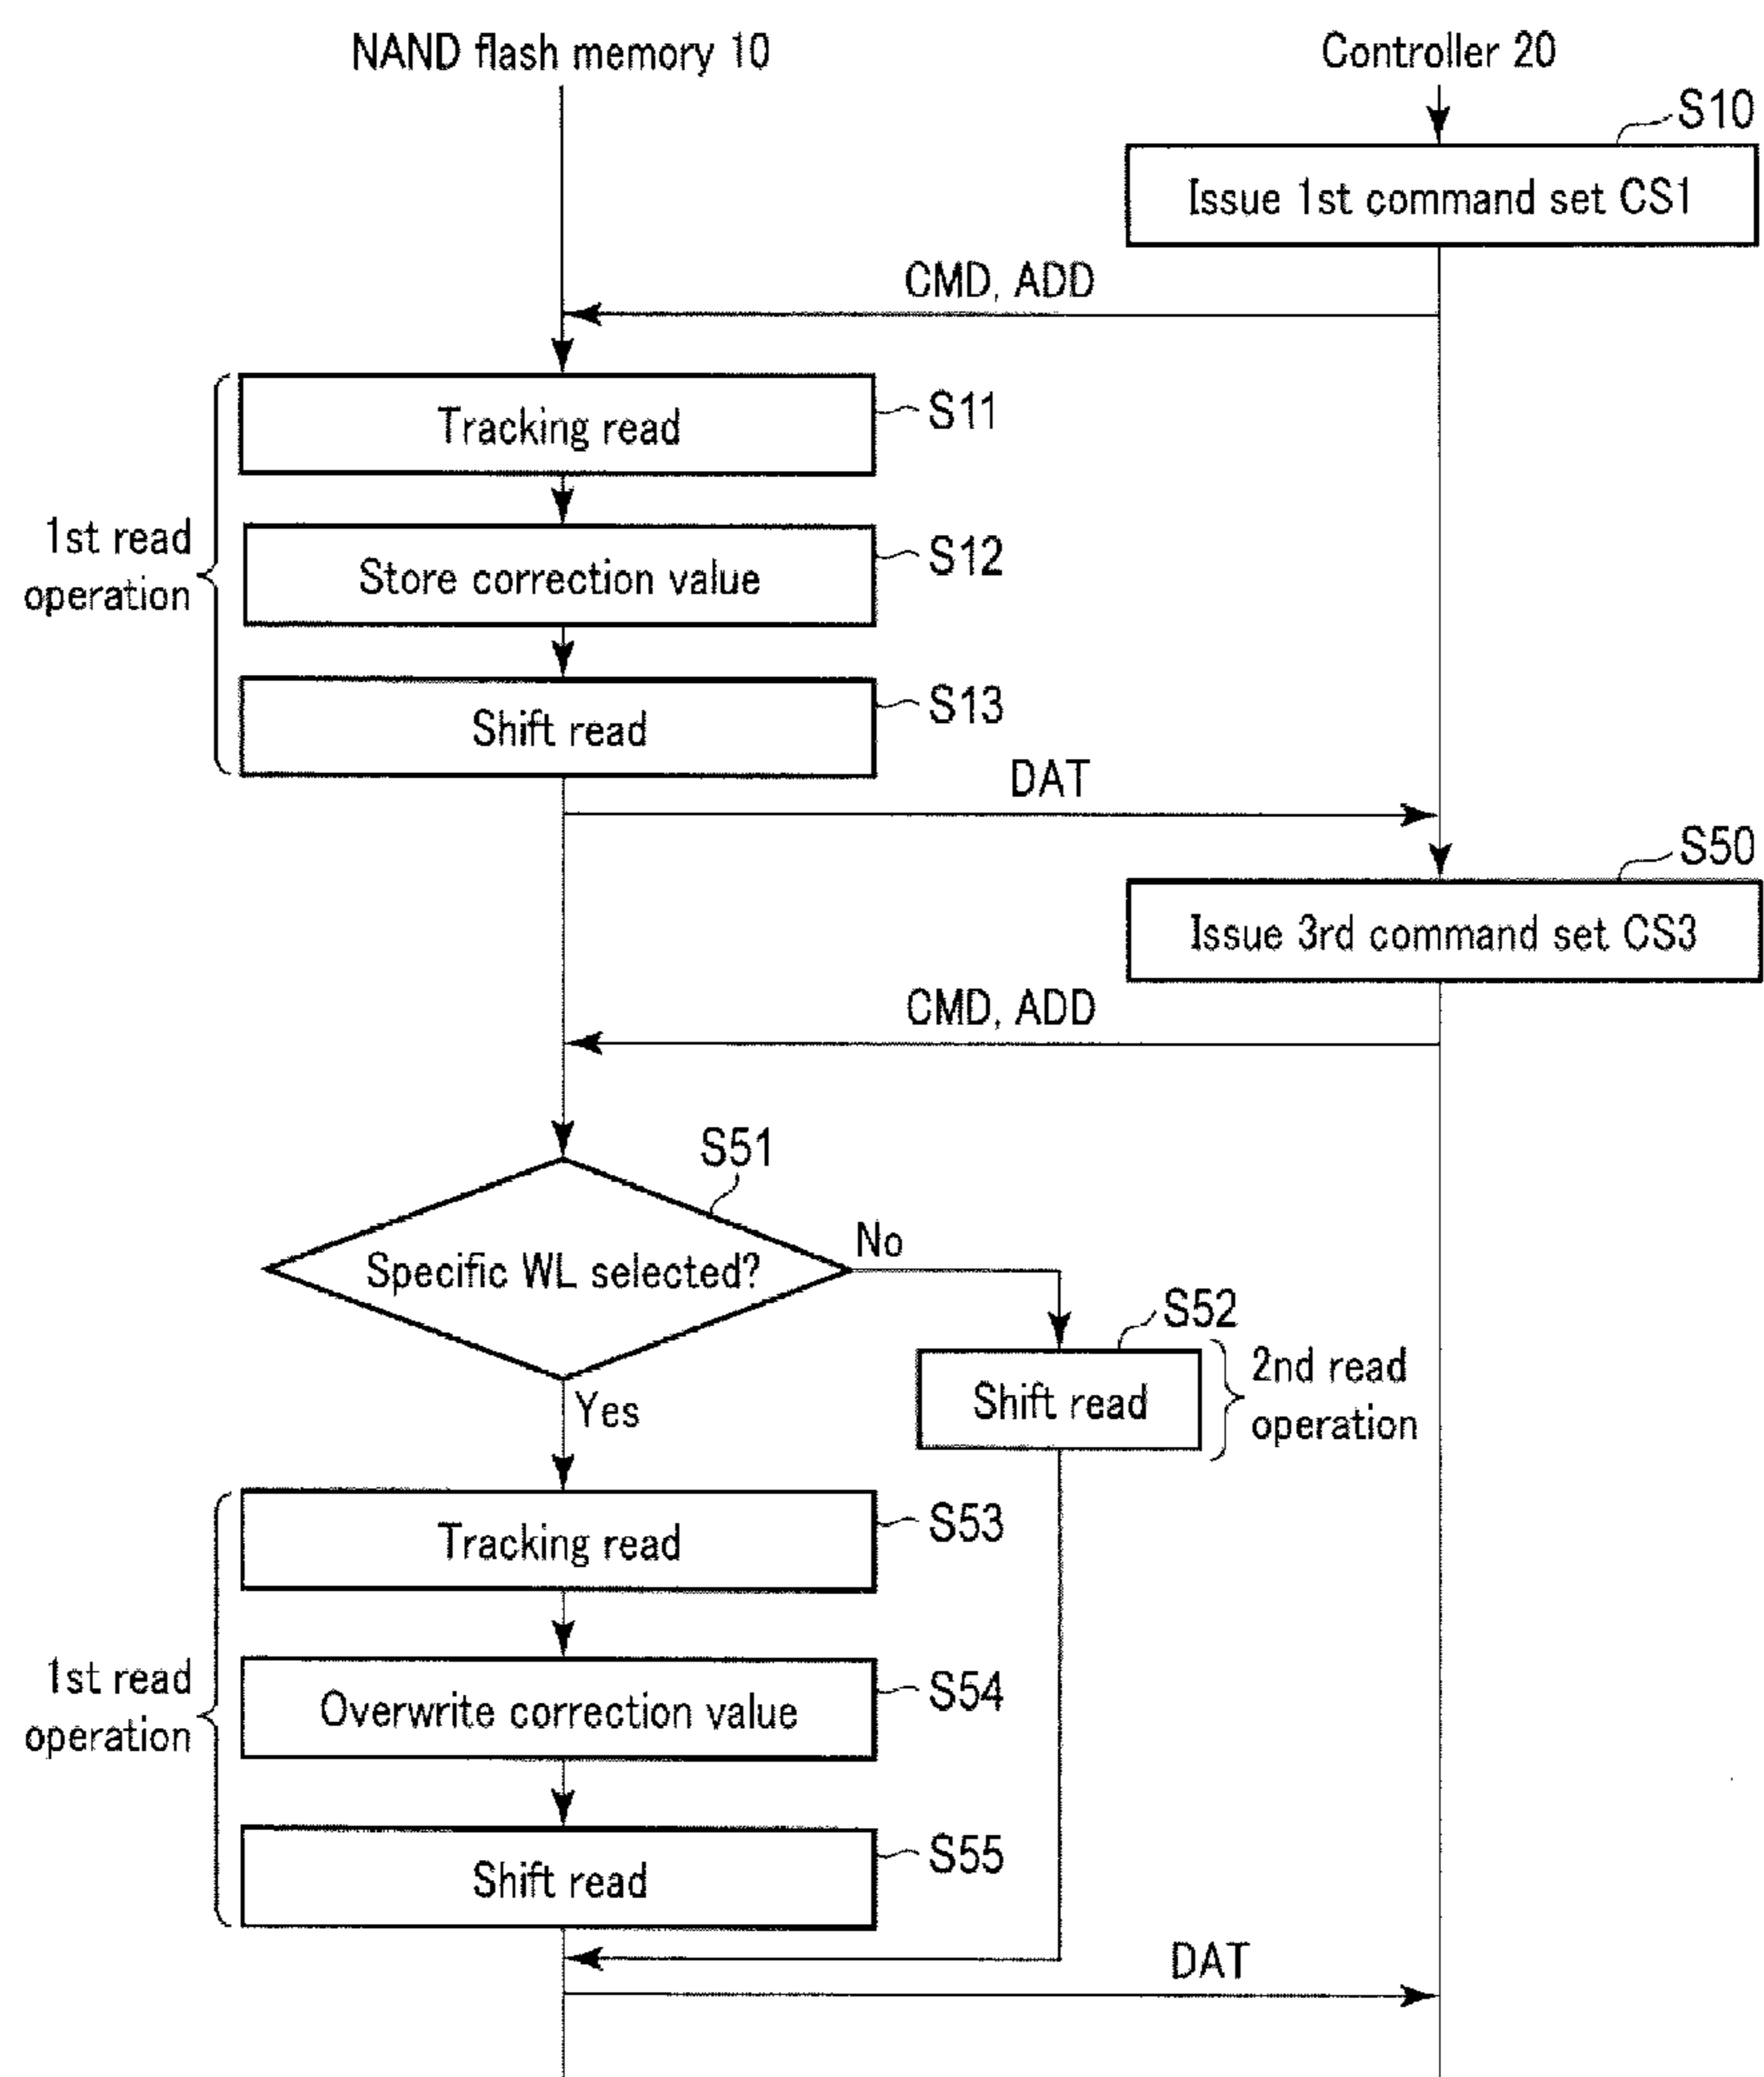 NAND flash memory 10
Controller 20
S10
Issue 1st command set CS1
CMD, ADD
Tracking read
S11
1st read
operation
Store correction value
S12
Shift read
S13
DAT
S50
Issue 3rd command set CS3
CMD, ADD
S51
Specific WL selected?
No
S52
Shift read
2nd read
operation
Yes
Tracking read
S53
1st read
operation
Overwrite correction value
S54
Shift read
S55
DAT